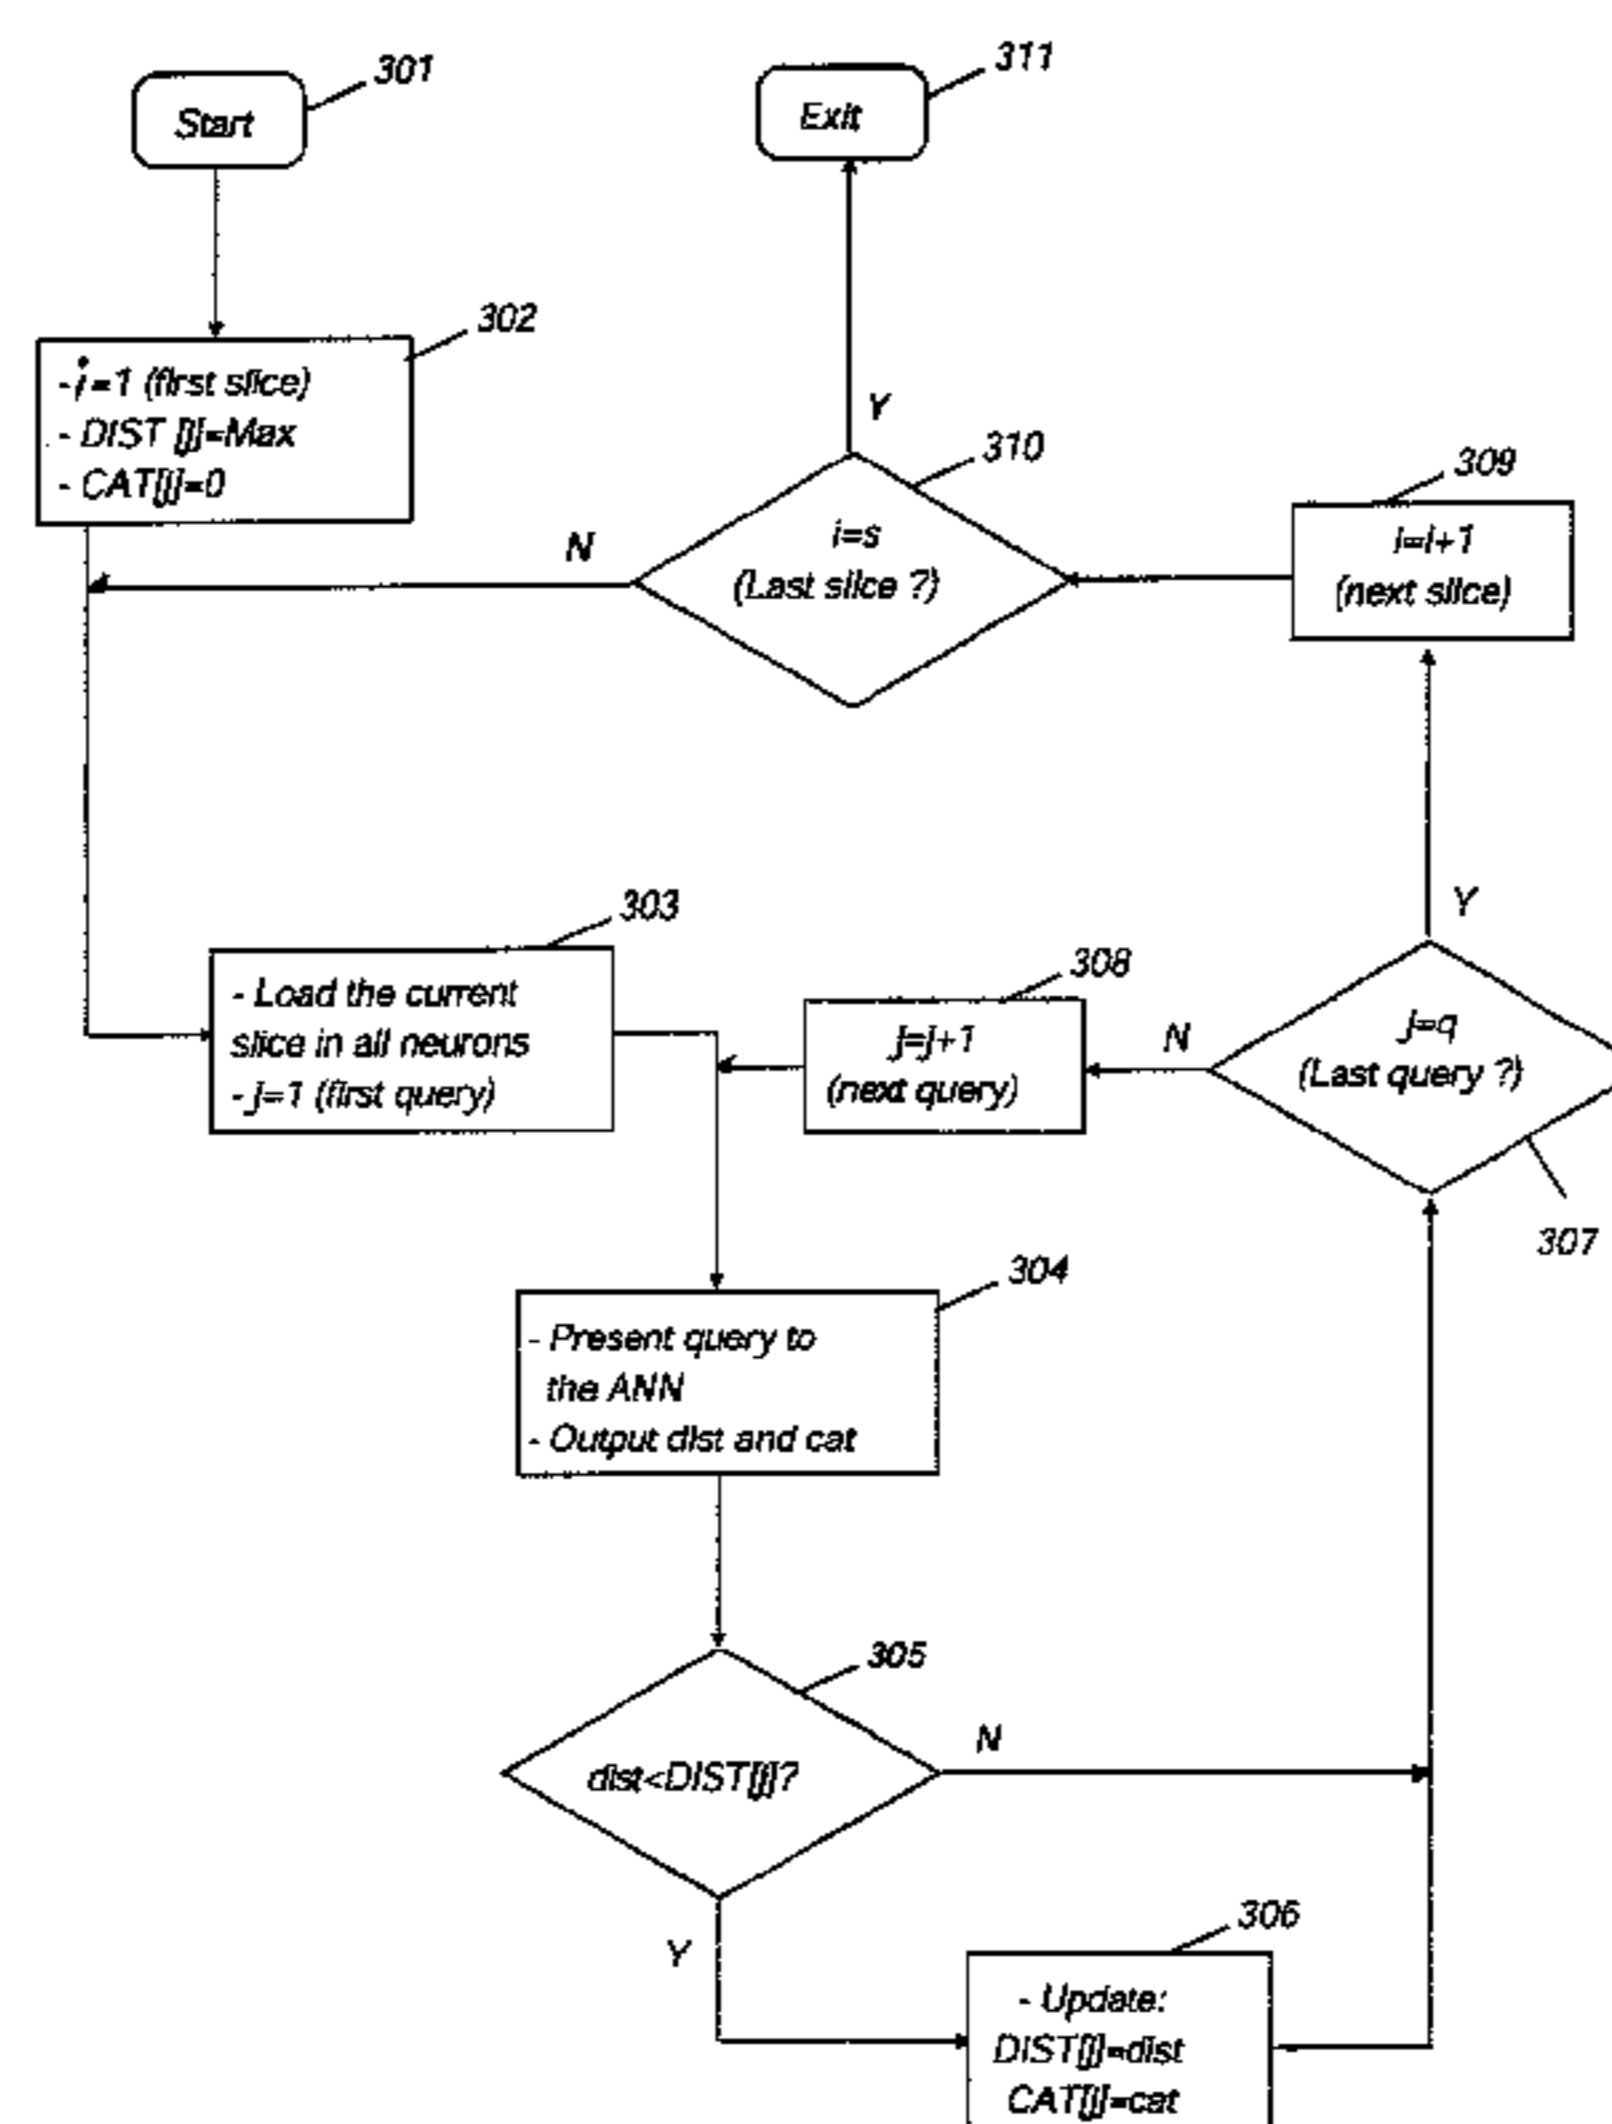 301
Start
311
Exit
302
- i=1 (first slice)
- DIST [j]=Max
- CAT[j]=0
Y
310
i=s
(Last slice ?)
N
309
i=i+1
(next slice)
303
- Load the current
slice in all neurons
- j=1 (first query)
308
j=j+1
(next query)
N
Y
j=q
(Last query ?)
307
304
- Present query to
the ANN
- Output dist and cat
305
dist<DIST[j]?
N
Y
306
- Update:
DIST[j]=dist
CAT[j]=cat